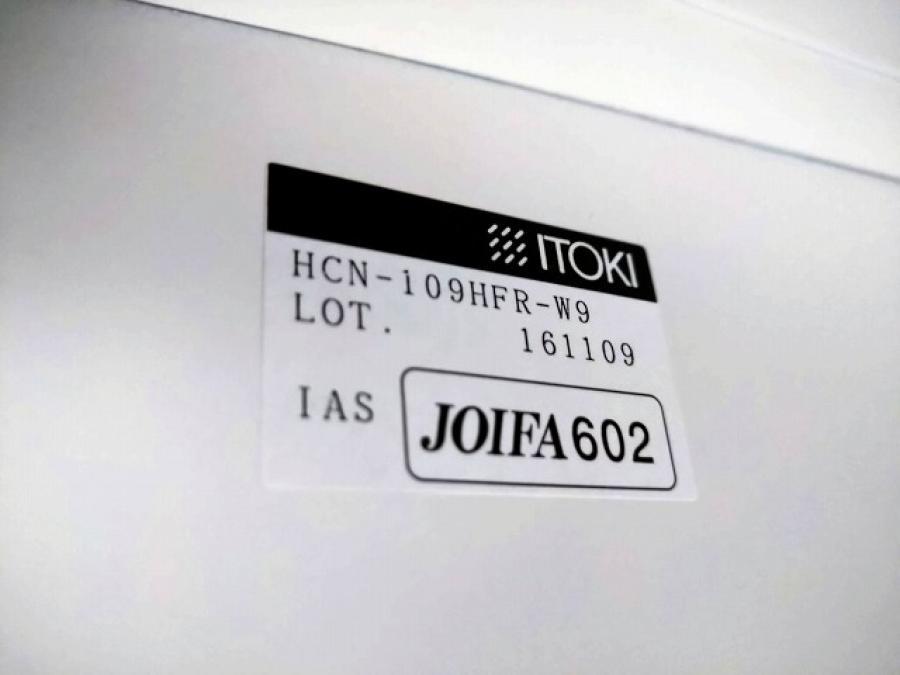 ITOKI
HCN-109HFR-W9
LOT. 161109
IAS JOIFA602